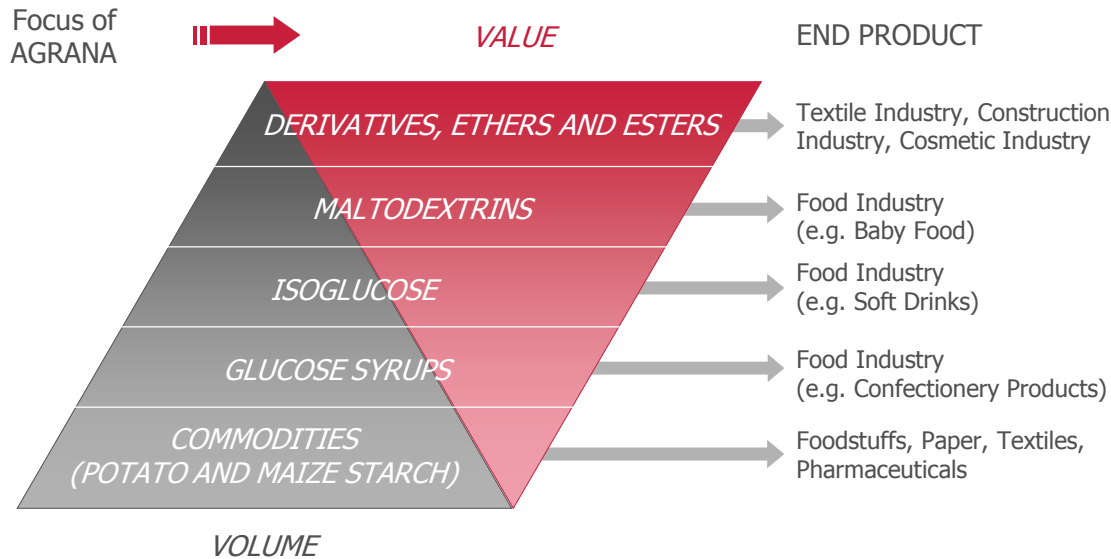 Focus of
AGRANA
VALUE
END PRODUCT
DERIVATIVES, ETHERS AND ESTERS
Textile Industry, Construction
Industry, Cosmetic Industry
MALTODEXTRINS
Food Industry
(e.g. Baby Food)
ISOGLUCOSE
Food Industry
(e.g. Soft Drinks)
GLUCOSE SYRUPS
Food Industry
(e.g. Confectionery Products)
COMMODITIES
(POTATO AND MAIZE STARCH)
Foodstuffs, Paper, Textiles,
Pharmaceuticals
VOLUME